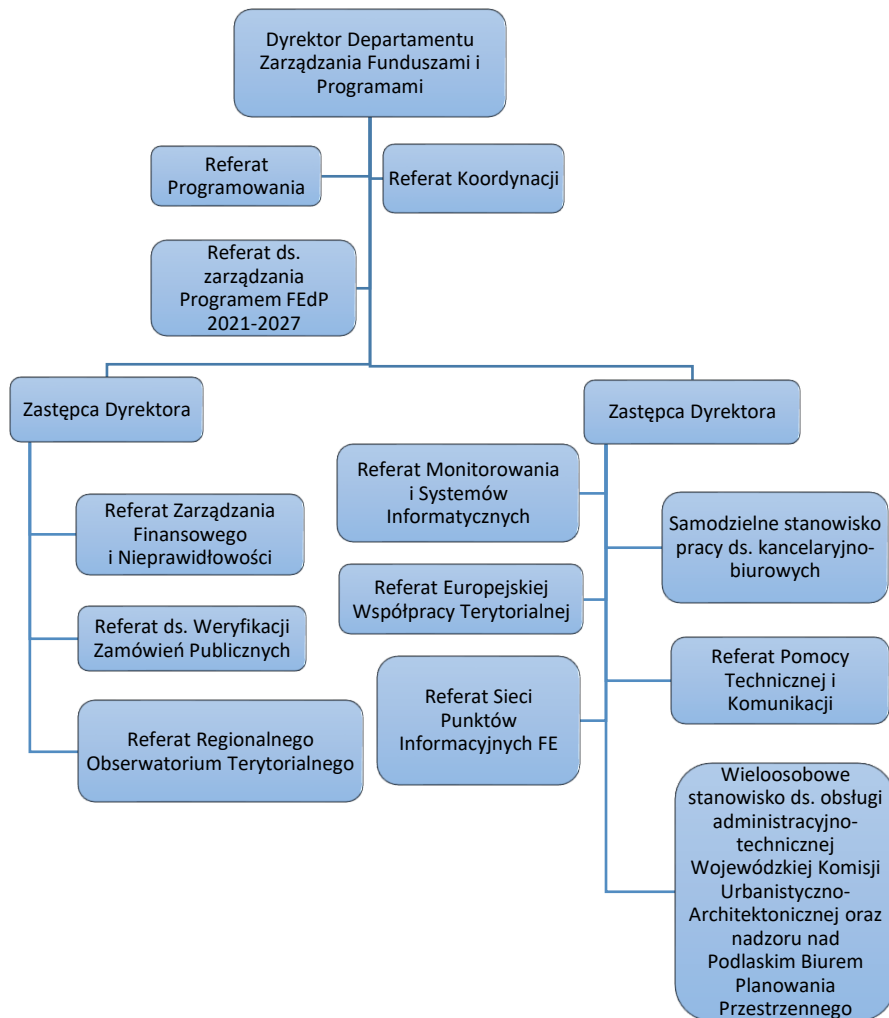 Dyrektor Departamentu
Zarządzania Funduszami i
Programami
Referat
Programowania
Referat Koordynacji
Referat ds.
zarządzania
Programem FEdP
2021-2027
Zastępca Dyrektora
Zastępca Dyrektora
Referat Zarządzania
Finansowego
i Nieprawidłowości
Referat ds. Weryfikacji
Zamówień Publicznych
Referat Regionalnego
Obserwatorium Terytorialnego
Referat Monitorowania
i Systemów
Informatycznych
Referat Europejskiej
Współpracy Terytorialnej
Referat Sieci
Punktów
Informacyjnych FE
Samodzielne stanowisko
pracy ds. kancelaryjno-
biurowych
Referat Pomocy
Technicznej i
Komunikacji
Wieloosobowe
stanowisko ds. obsługi
administracyjno-
technicznej
Wojewódzkiej Komisji
Urbanistyczno-
Architektonicznej oraz
nadzoru nad
Podlaskim Biurem
Planowania
Przestrzennego